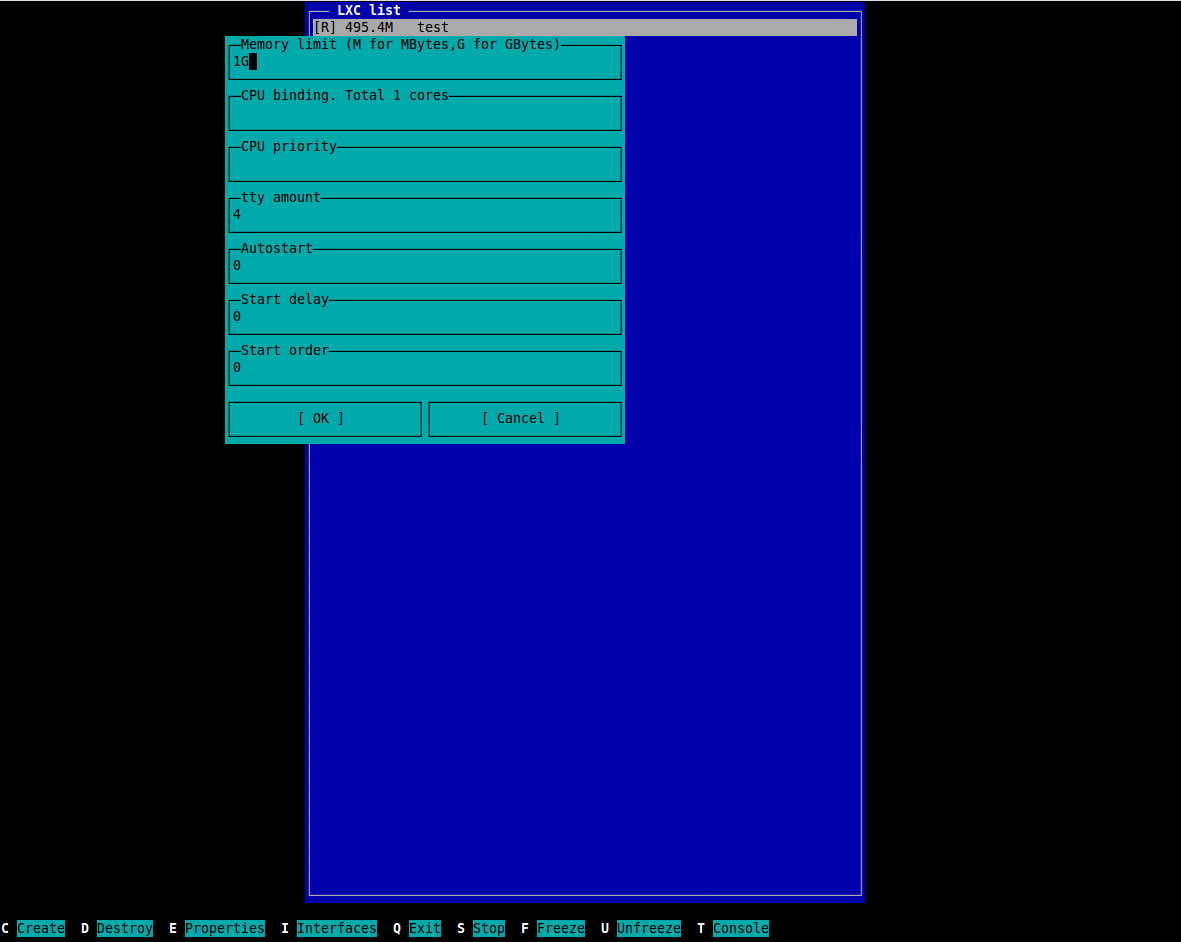 LXC list
[R] 495.4M test
Memory limit (M for MBytes,G for GBytes)
1G
CPU binding. Total 1 cores
CPU priority
tty amount
4
Autostart
0
Start delay
0
Start order
0
[ OK ] [ Cancel ]
C Create D Destroy E Properties I Interfaces Q Exit S Stop F Freeze U Unfreeze T Console